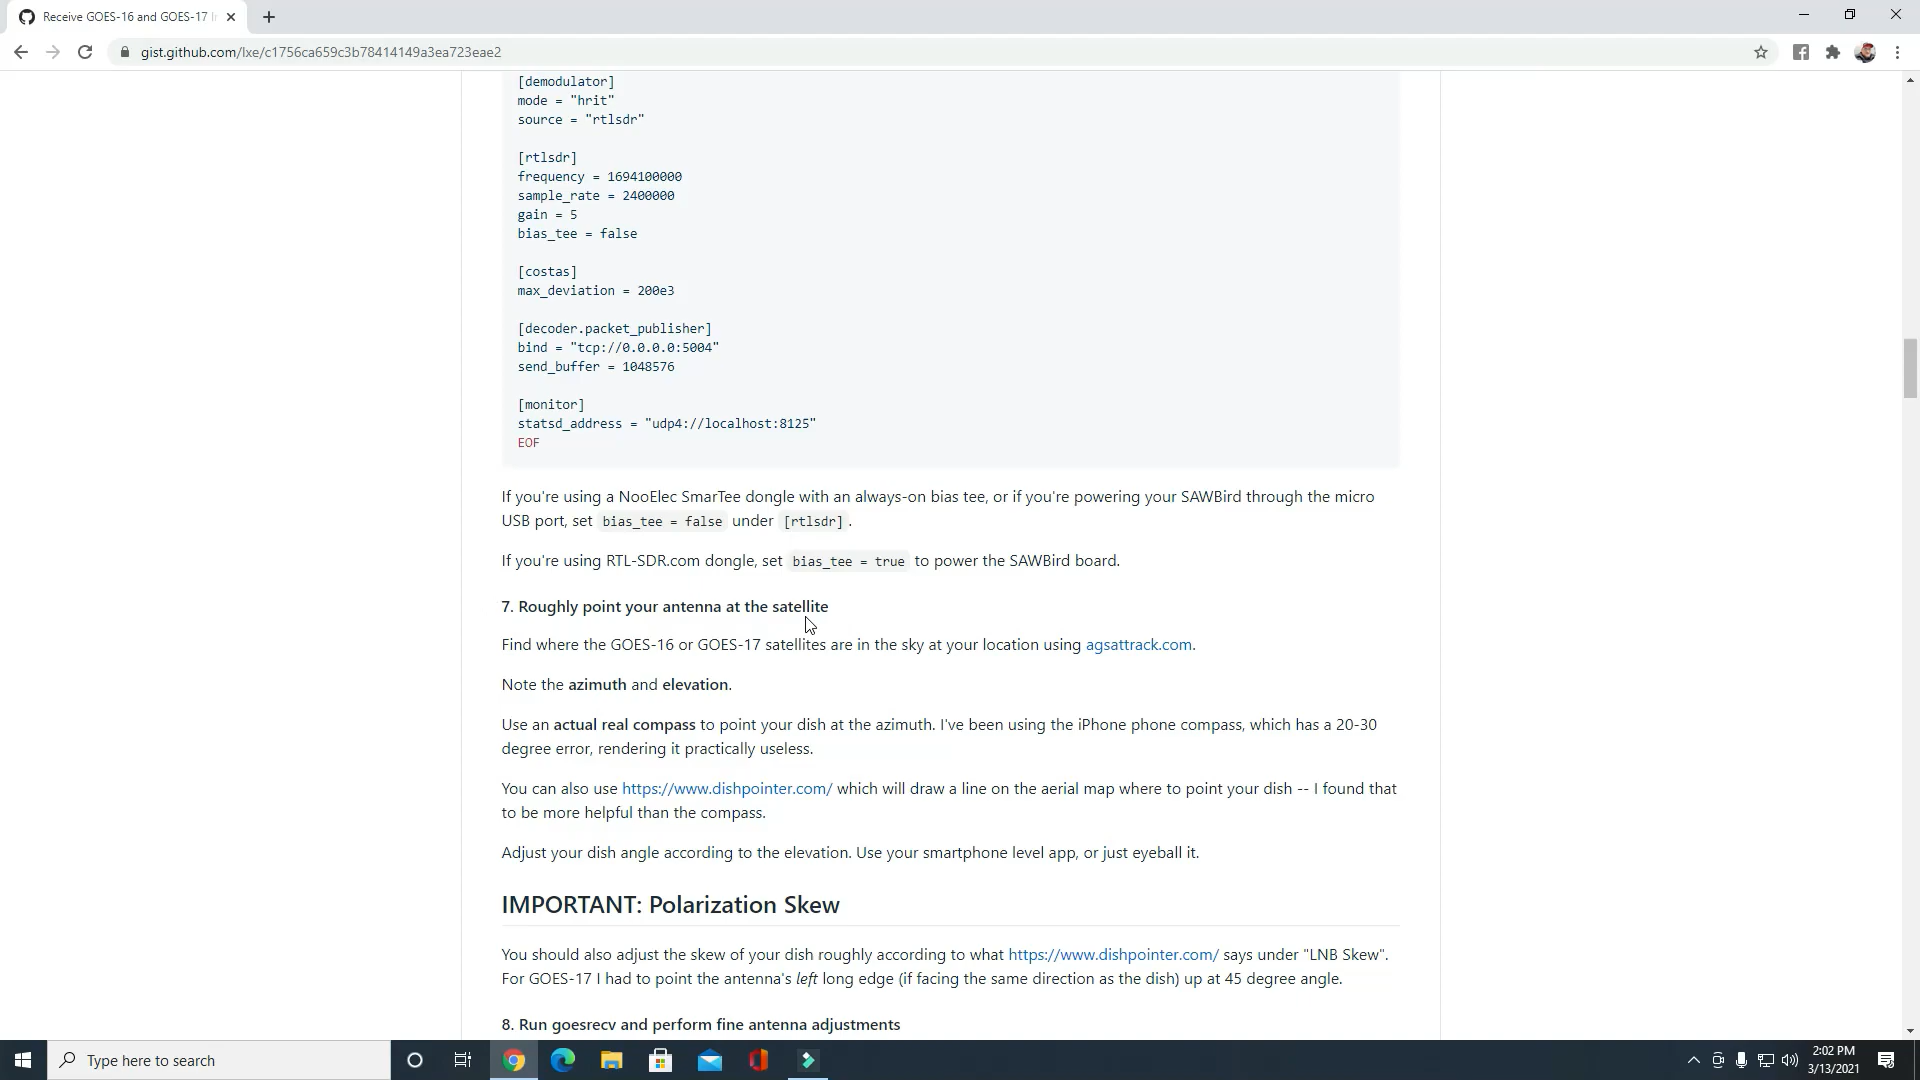 Receive GOES-16 and GOES-17 I
gist.github.com/lxe/c1756ca659c3b78414149a3ea723eae2
[demodulator]
mode = "hrit"
source = "rtlsdr"
[rtlsdr]
frequency = 1694100000
sample_rate = 2400000
gain = 5
bias_tee = false
[costas]
max_deviation = 200e3
[decoder.packet_publisher]
bind = "tcp://0.0.0.0:5004"
send_buffer = 1048576
[monitor]
statsd_address = "udp4://localhost:8125"
EOF
If you're using a NooElec SmarTee dongle with an always-on bias tee, or if you're powering your SAWBird through the micro
USB port, set bias_tee = false under [rtlsdr].
If you're using RTL-SDR.com dongle, set bias_tee = true to power the SAWBird board.
7. Roughly point your antenna at the satellite
Find where the GOES-16 or GOES-17 satellites are in the sky at your location using agsattrack.com.
Note the azimuth and elevation.
Use an actual real compass to point your dish at the azimuth. I've been using the iPhone phone compass, which has a 20-30
degree error, rendering it practically useless.
You can also use https://www.dishpointer.com/ which will draw a line on the aerial map where to point your dish -- I found that
to be more helpful than the compass.
Adjust your dish angle according to the elevation. Use your smartphone level app, or just eyeball it.
IMPORTANT: Polarization Skew
You should also adjust the skew of your dish roughly according to what https://www.dishpointer.com/ says under "LNB Skew".
For GOES-17 I had to point the antenna's left long edge (if facing the same direction as the dish) up at 45 degree angle.
8. Run goesrecv and perform fine antenna adjustments
Type here to search
2:02 PM
3/13/2021